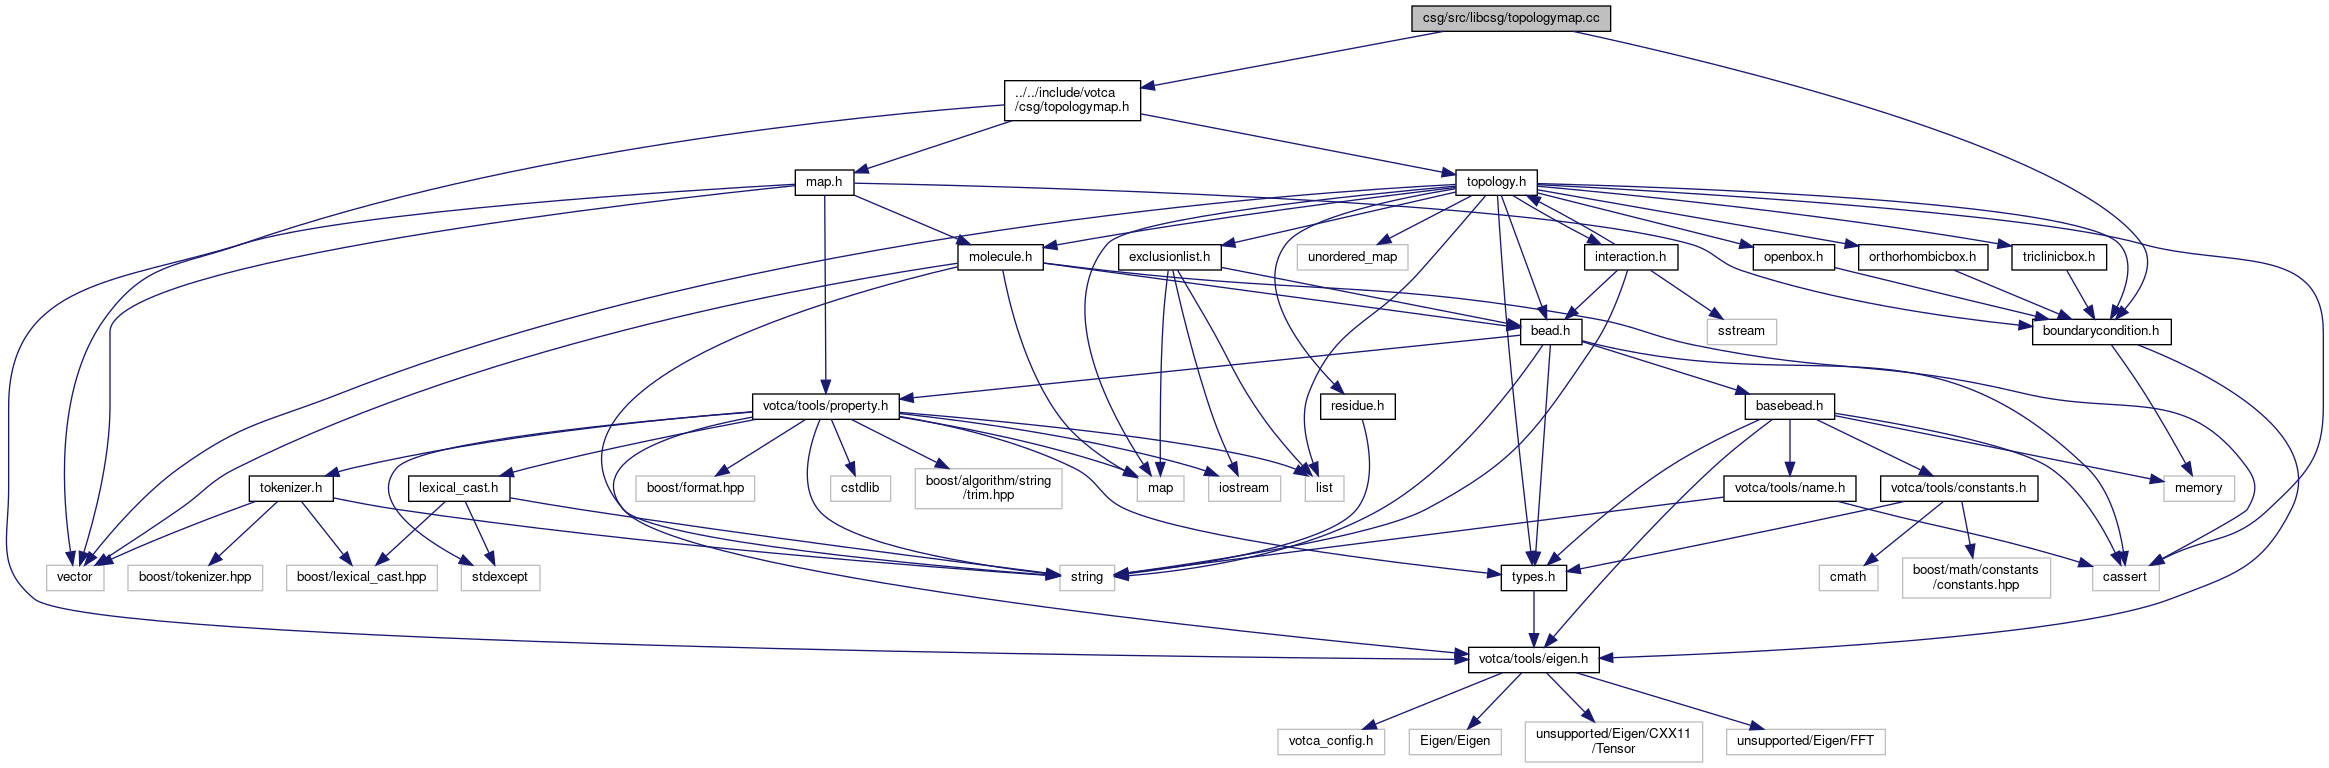 csg/src/libcsg/topologymap.cc
../../include/votca
/csg/topologymap.h
map.h
topology.h
molecule.h
exclusionlist.h
unordered_map
interaction.h
openbox.h
orthorhombicbox.h
triclinicbox.h
bead.h
sstream
boundarycondition.h
votca/tools/property.h
residue.h
basebead.h
tokenizer.h
lexical_cast.h
boost/format.hpp
cstdlib
boost/algorithm/string
/trim.hpp
map
iostream
list
votca/tools/name.h
votca/tools/constants.h
memory
vector
boost/tokenizer.hpp
boost/lexical_cast.hpp
stdexcept
string
types.h
cmath
boost/math/constants
/constants.hpp
cassert
votca/tools/eigen.h
votca_config.h
Eigen/Eigen
unsupported/Eigen/CXX11
/Tensor
unsupported/Eigen/FFT